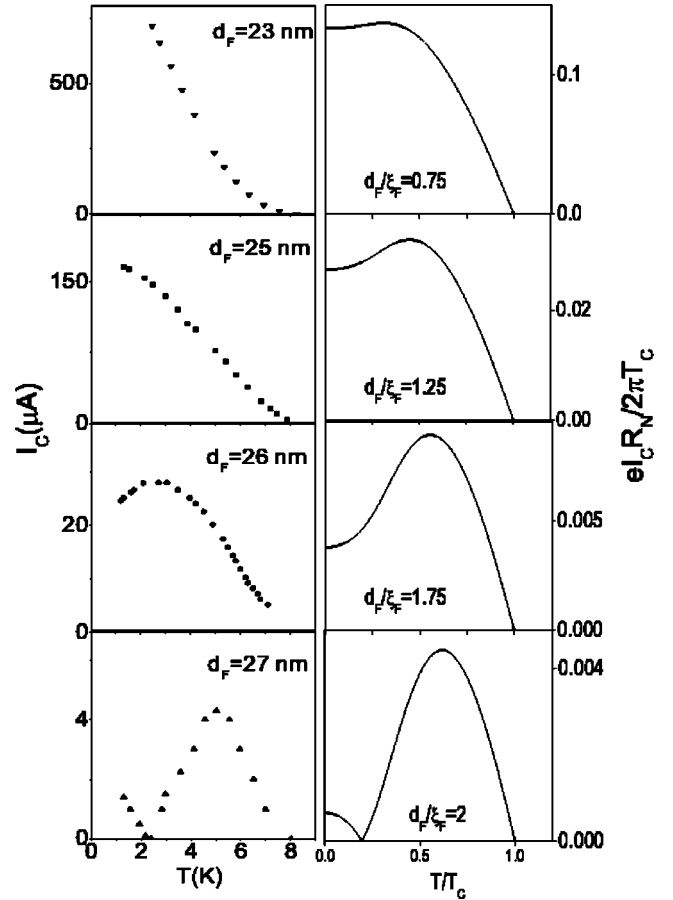 d_F=23 nm
500
0
d_F/ξ_F=0.75
0.1
0.0
d_F=25 nm
150
0
d_F/ξ_F=1.25
0.02
0.00
d_F=26 nm
20
0
d_F/ξ_F=1.75
0.005
0.000
d_F=27 nm
4
0
d_F/ξ_F=2
0.004
0.000
0 2 4 6 8
T(K)
0.0 0.5 1.0
T/T_C
I_C(μA)
eI_CR_N/2πT_C